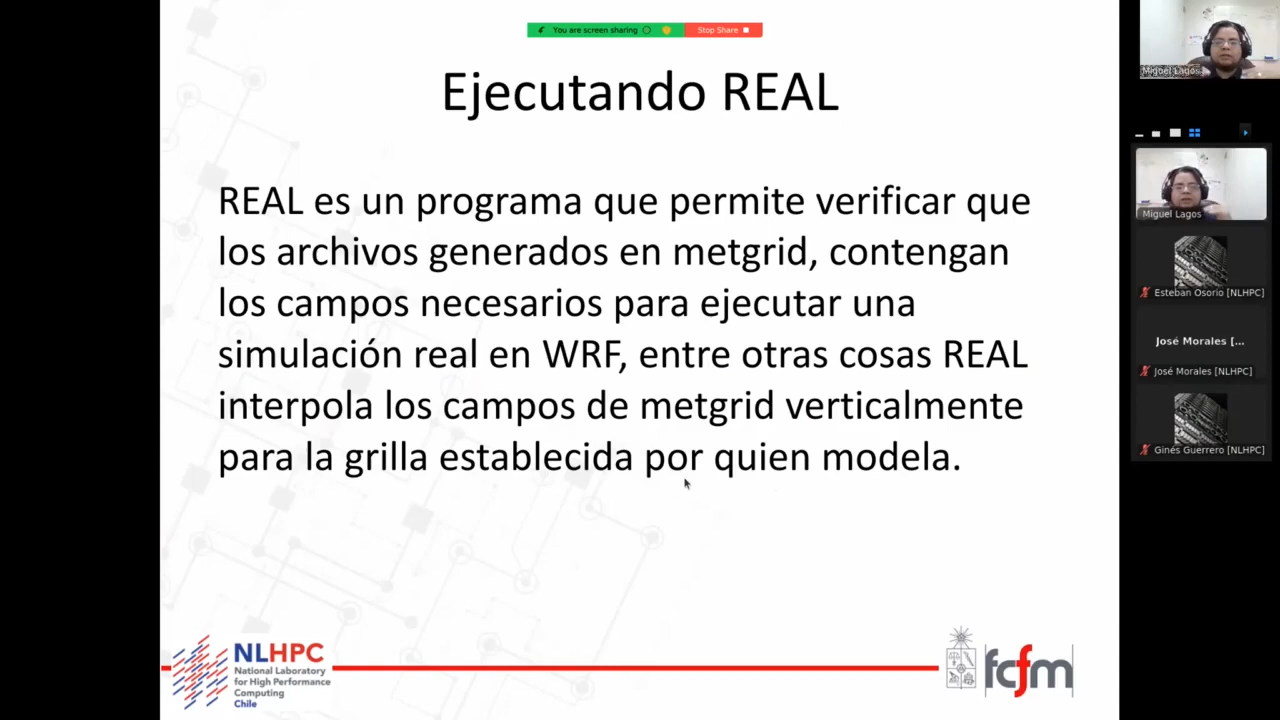 You are screen sharing
Stop Share
Ejecutando REAL
REAL es un programa que permite verificar que
los archivos generados en metgrid, contengan
los campos necesarios para ejecutar una
simulación real en WRF, entre otras cosas REAL
interpola los campos de metgrid verticalmente
para la grilla establecida por quien modela.
NLHPC
National Laboratory
for High Performance
Computing
Chile
fcfm
Miguel Lagos
Miguel Lagos
Esteban Osorio [NLHPC]
José Morales [...
José Morales [NLHPC]
Ginés Guerrero [NLHPC]